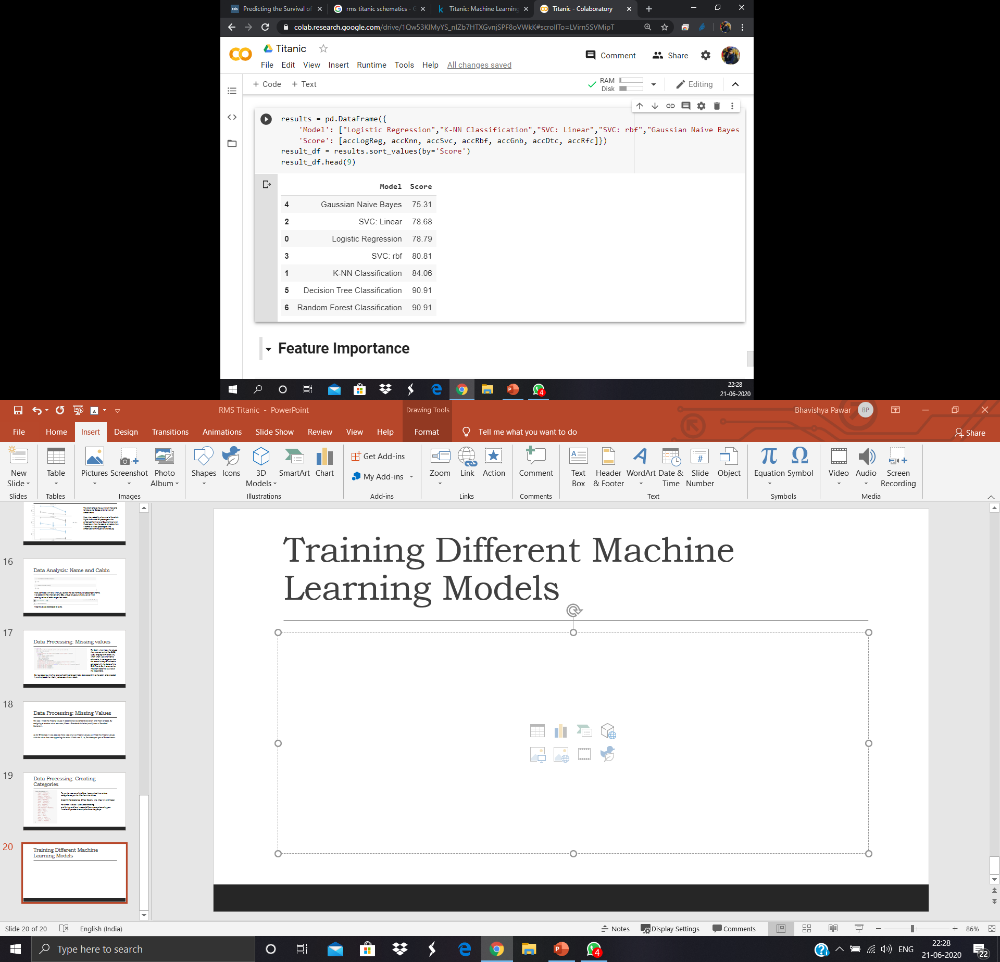 Predicting the Survival of
rms titanic schematics - G
Titanic: Machine Learning
Titanic - Colaboratory
colab.research.google.com/drive/1Qw53KIMyYS_nIZb7HTXGvnjSPF8oVWkK#scrollTo=LVirn5SVMipT
Titanic
Comment
Share
File Edit View Insert Runtime Tools Help All changes saved
+ Code + Text
RAM
Disk
Editing
results = pd.DataFrame({
'Model': ["Logistic Regression","K-NN Classification","SVC: Linear","SVC: rbf","Gaussian Naive Bayes
'Score': [accLogReg, accKnn, accSvc, accRbf, accGnb, accDtc, accRfc]})
result_df = results.sort_values(by='Score')
result_df.head(9)
Model Score
4 Gaussian Naive Bayes 75.31
2 SVC: Linear 78.68
0 Logistic Regression 78.79
3 SVC: rbf 80.81
1 K-NN Classification 84.06
5 Decision Tree Classification 90.91
6 Random Forest Classification 90.91
Feature Importance
4
22:28
21-06-2020
RMS Titanic - PowerPoint
Drawing Tools
Bhavishya Pawar
BP
File Home Insert Design Transitions Animations Slide Show Review View Help Format Tell me what you want to do
Share
New Slide
Table
Pictures
Screenshot
Photo Album
Shapes
Icons
3D Models
SmartArt
Chart
Get Add-ins
My Add-ins
Zoom
Link
Action
Comment
Text Box
Header & Footer
WordArt
Date & Time
Slide Number
Object
Equation
Symbol
Video
Audio
Screen Recording
Slides Tables Images Illustrations Add-ins Links Comments Text Symbols Media
16
Data Analysis: Name and Cabin
17
Data Processing: Missing values
18
Data Processing: Missing Values
19
Data Processing: Creating
Categories
20
Training Different Machine
Learning Models
Training Different Machine
Learning Models
Slide 20 of 20
English (India)
Notes
Display Settings
Comments
86%
Type here to search
4
ENG
22:28
21-06-2020
22